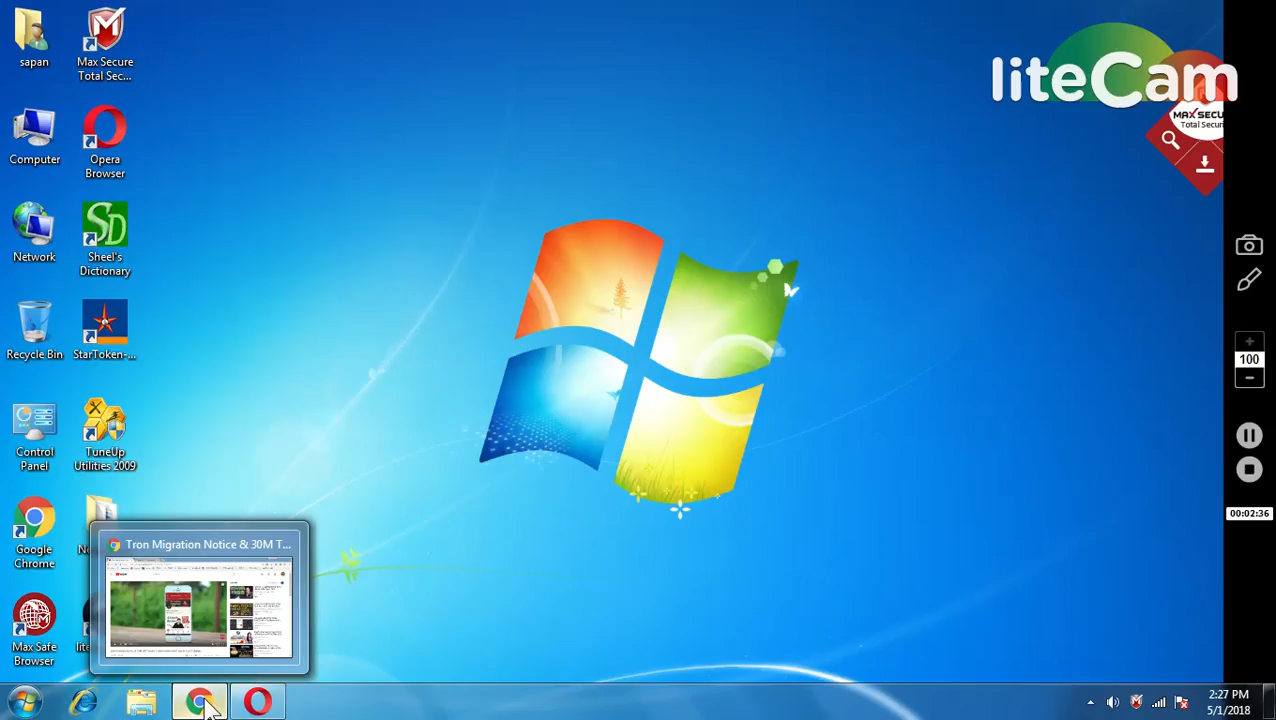 sapan
Max Secure
Total Sec...
liteCam
MAX SECU
Total Securi
Computer
Opera
Browser
Network
Sheel's
Dictionary
Recycle Bin
StarToken-...
100
Control
Panel
TuneUp
Utilities 2009
00:02:36
Google
Chrome
Tron Migration Notice & 30M T...
Max Safe
Browser
2:27 PM
5/1/2018